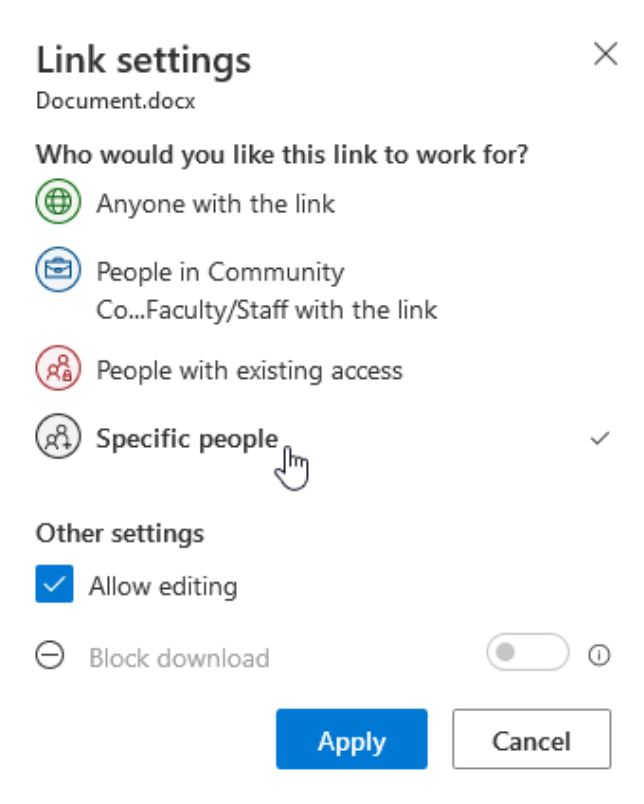 Link settings
Document.docx
Who would you like this link to work for?
Anyone with the link
People in Community
Co...Faculty/Staff with the link
People with existing access
Specific people
Other settings
Allow editing
Block download
Apply
Cancel